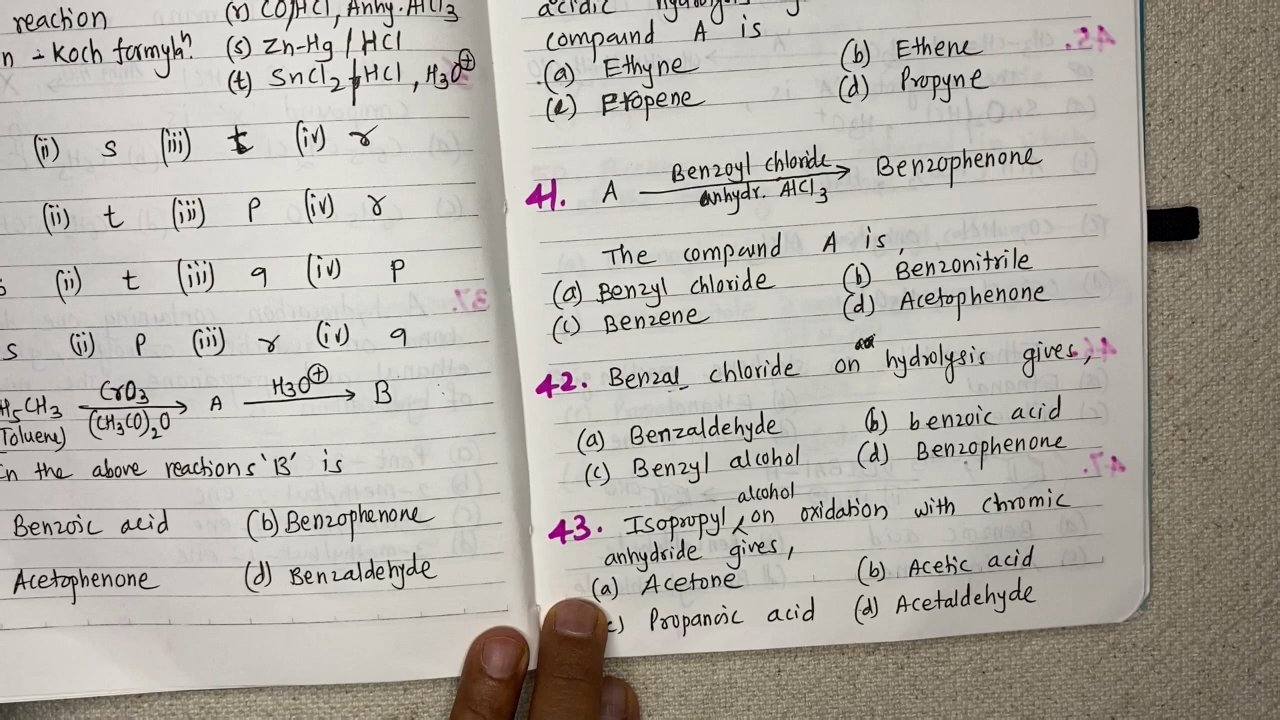 reaction
(r) CO/HCl, Anhy. AlCl3
n - Koch formyln
(s) Zn-Hg / HCl
(t) SnCl2 / HCl, H3O⊕
(ii) s (iii) t (iv) r
(ii) t (iii) p (iv) r
(ii) t (iii) q (iv) p
s (ii) p (iii) r (iv) q
H5CH3 CrO3 (CH3CO)2O → A H3O⊕ → B
Toluene)
In the above reactions 'B' is
Benzoic acid (b) Benzophenone
Acetophenone (d) Benzaldehyde
acidic
compound A is
(a) Ethyne (b) Ethene
(c) Propene (d) Propyne
41. A Benzoyl chloride anhydr. AlCl3 → Benzophenone
The compound A is,
(a) Benzyl chloride (b) Benzonitrile
(c) Benzene (d) Acetophenone
42. Benzal chloride on hydrolysis gives,
(a) Benzaldehyde (b) benzoic acid
(c) Benzyl alcohol (d) Benzophenone
43. Isopropyl alcohol on oxidation with chromic
anhydride gives,
(a) Acetone (b) Acetic acid
c) Propanoic acid (d) Acetaldehyde